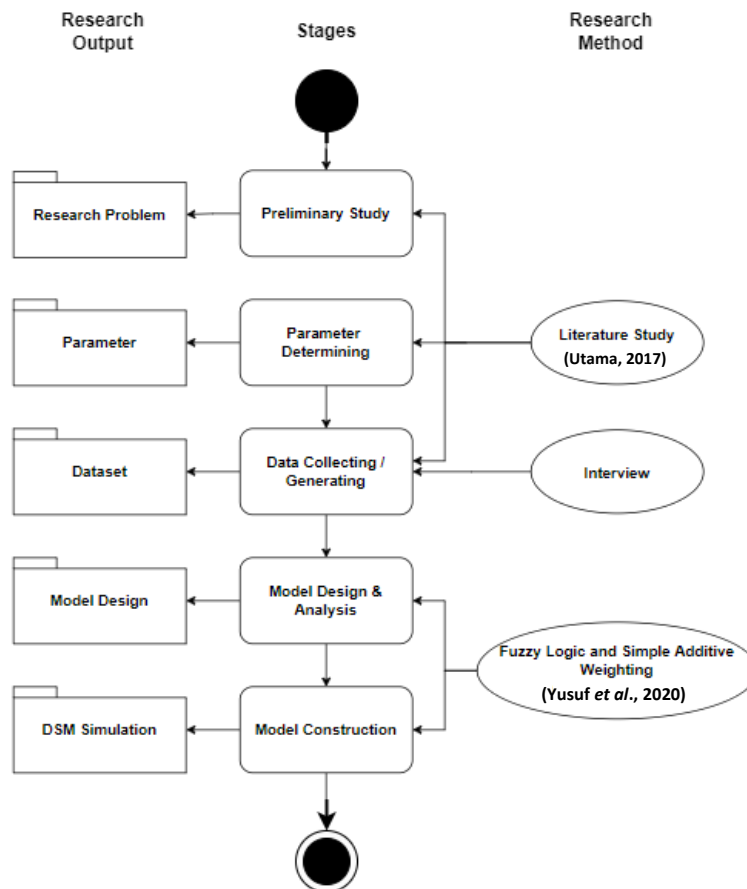 Research
Output
Stages
Research
Method
Research Problem
Preliminary Study
Parameter
Parameter
Determining
Literature Study
(Utama, 2017)
Dataset
Data Collecting /
Generating
Interview
Model Design
Model Design &
Analysis
Fuzzy Logic and Simple Additive
Weighting
(Yusuf et al., 2020)
DSM Simulation
Model Construction